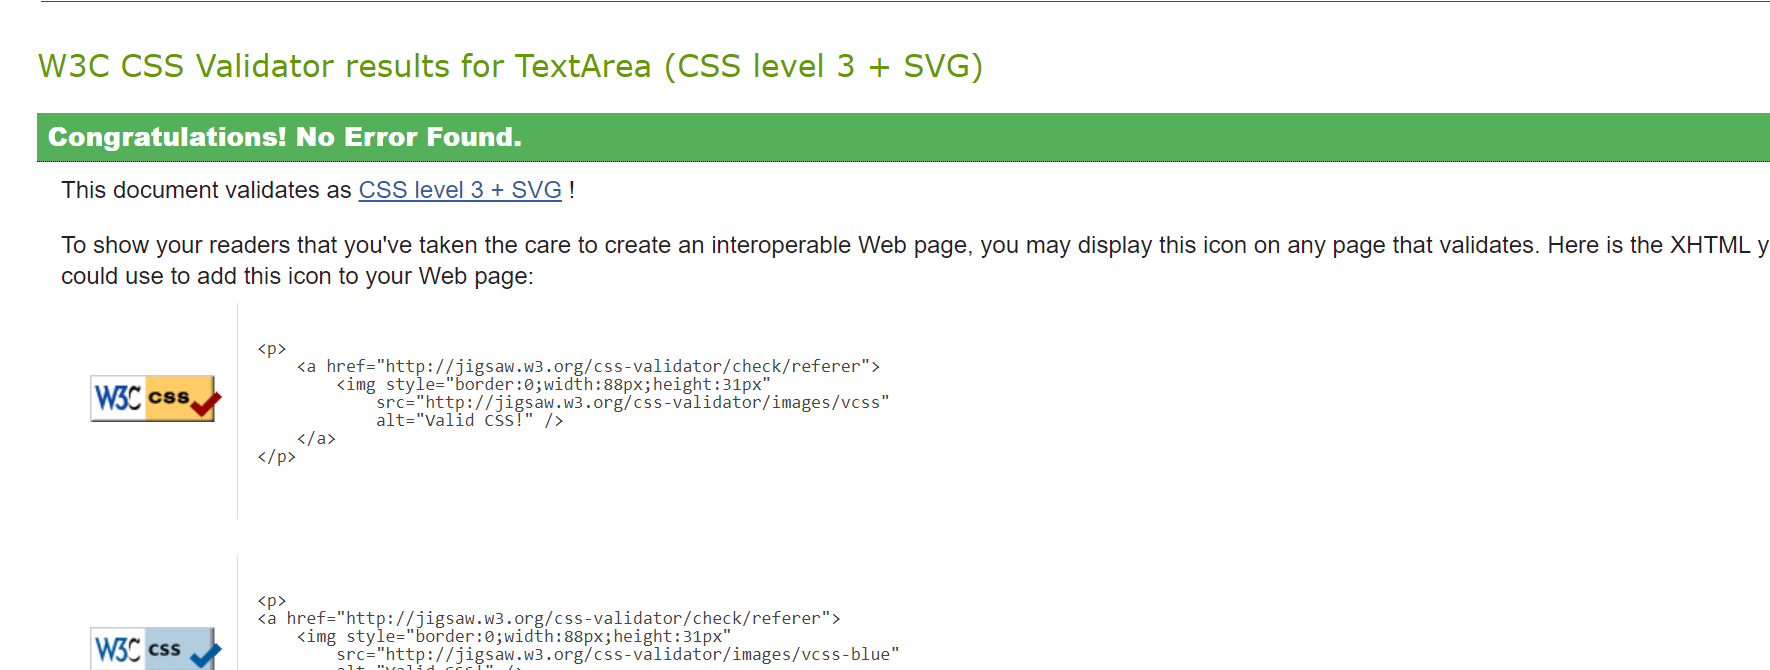 W3C CSS Validator results for TextArea (CSS level 3 + SVG)
Congratulations! No Error Found.
This document validates as CSS level 3 + SVG !
To show your readers that you've taken the care to create an interoperable Web page, you may display this icon on any page that validates. Here is the XHTML y
could use to add this icon to your Web page:
<p>
    <a href="http://jigsaw.w3.org/css-validator/check/referer">
        <img style="border:0;width:88px;height:31px"
W3C css
            src="http://jigsaw.w3.org/css-validator/images/vcss"
            alt="Valid CSS!" />
    </a>
</p>
<p>
<a href="http://jigsaw.w3.org/css-validator/check/referer">
    <img style="border:0;width:88px;height:31px"
W3C css
        src="http://jigsaw.w3.org/css-validator/images/vcss-blue"
        alt="Valid CSS!" />